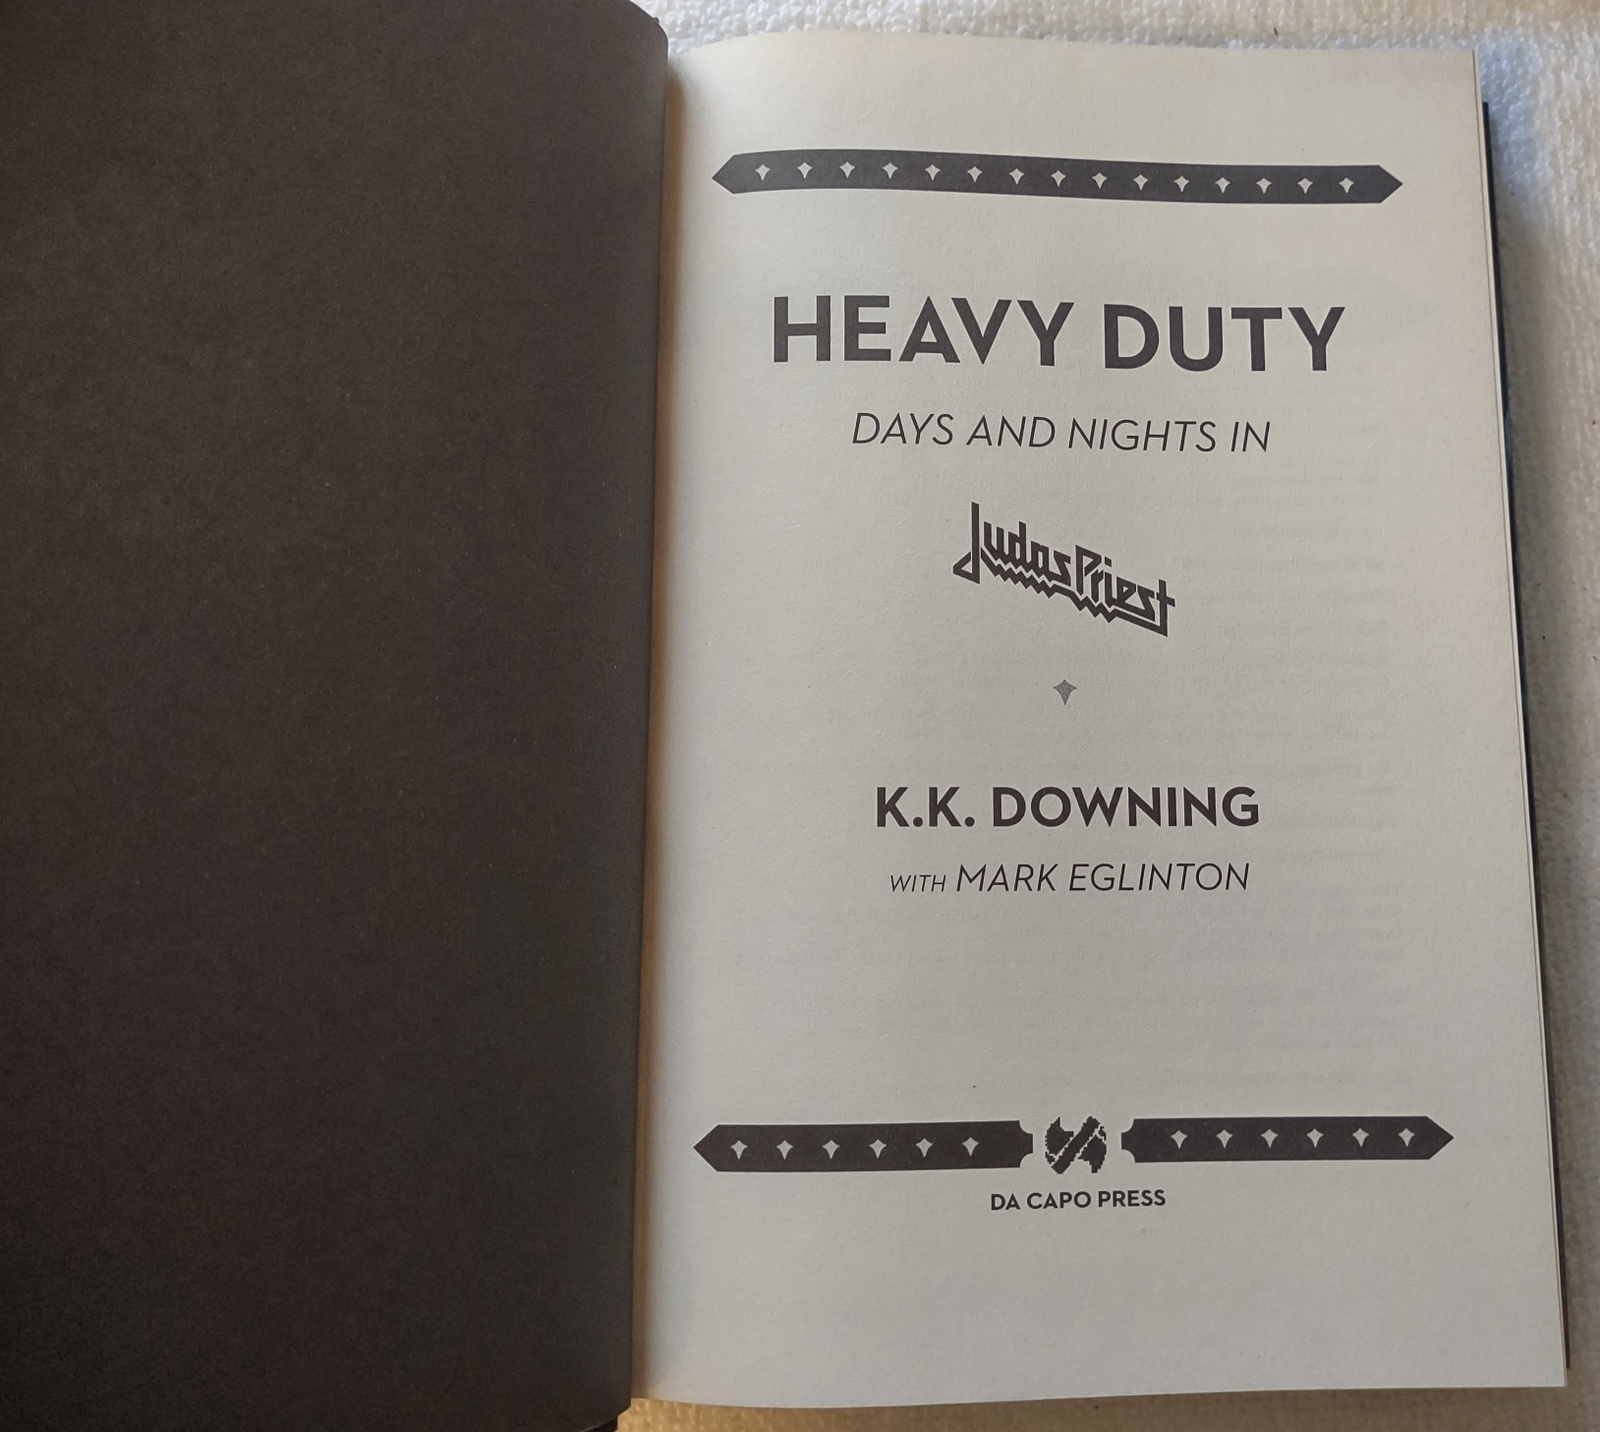 HEAVY DUTY
DAYS AND NIGHTS IN
Judas Priest
K.K. DOWNING
WITH MARK EGLINTON
DA CAPO PRESS